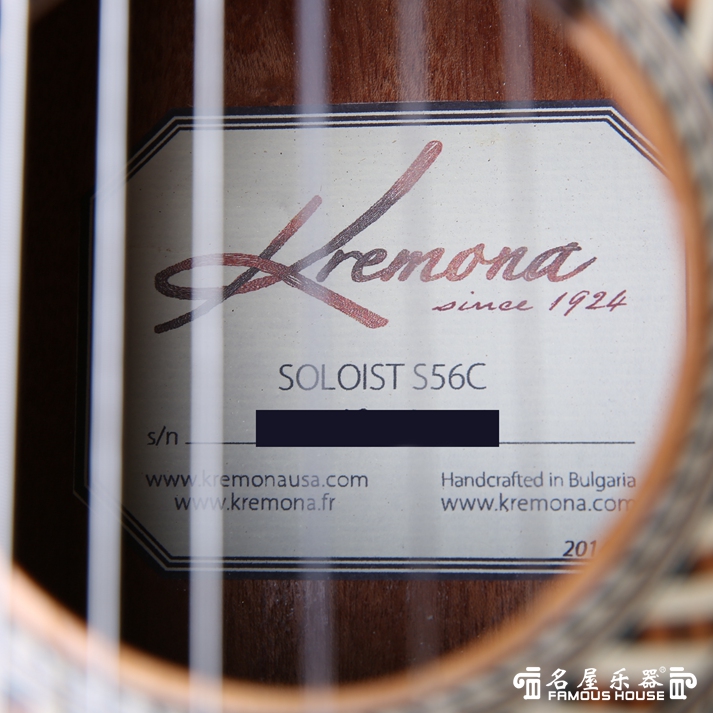 Kremona
since 1924
SOLOIST S56C
s/n
www.kremonausa.com
www.kremona.fr
Handcrafted in Bulgaria
www.kremona.com
201
名屋乐器®
FAMOUS HOUSE